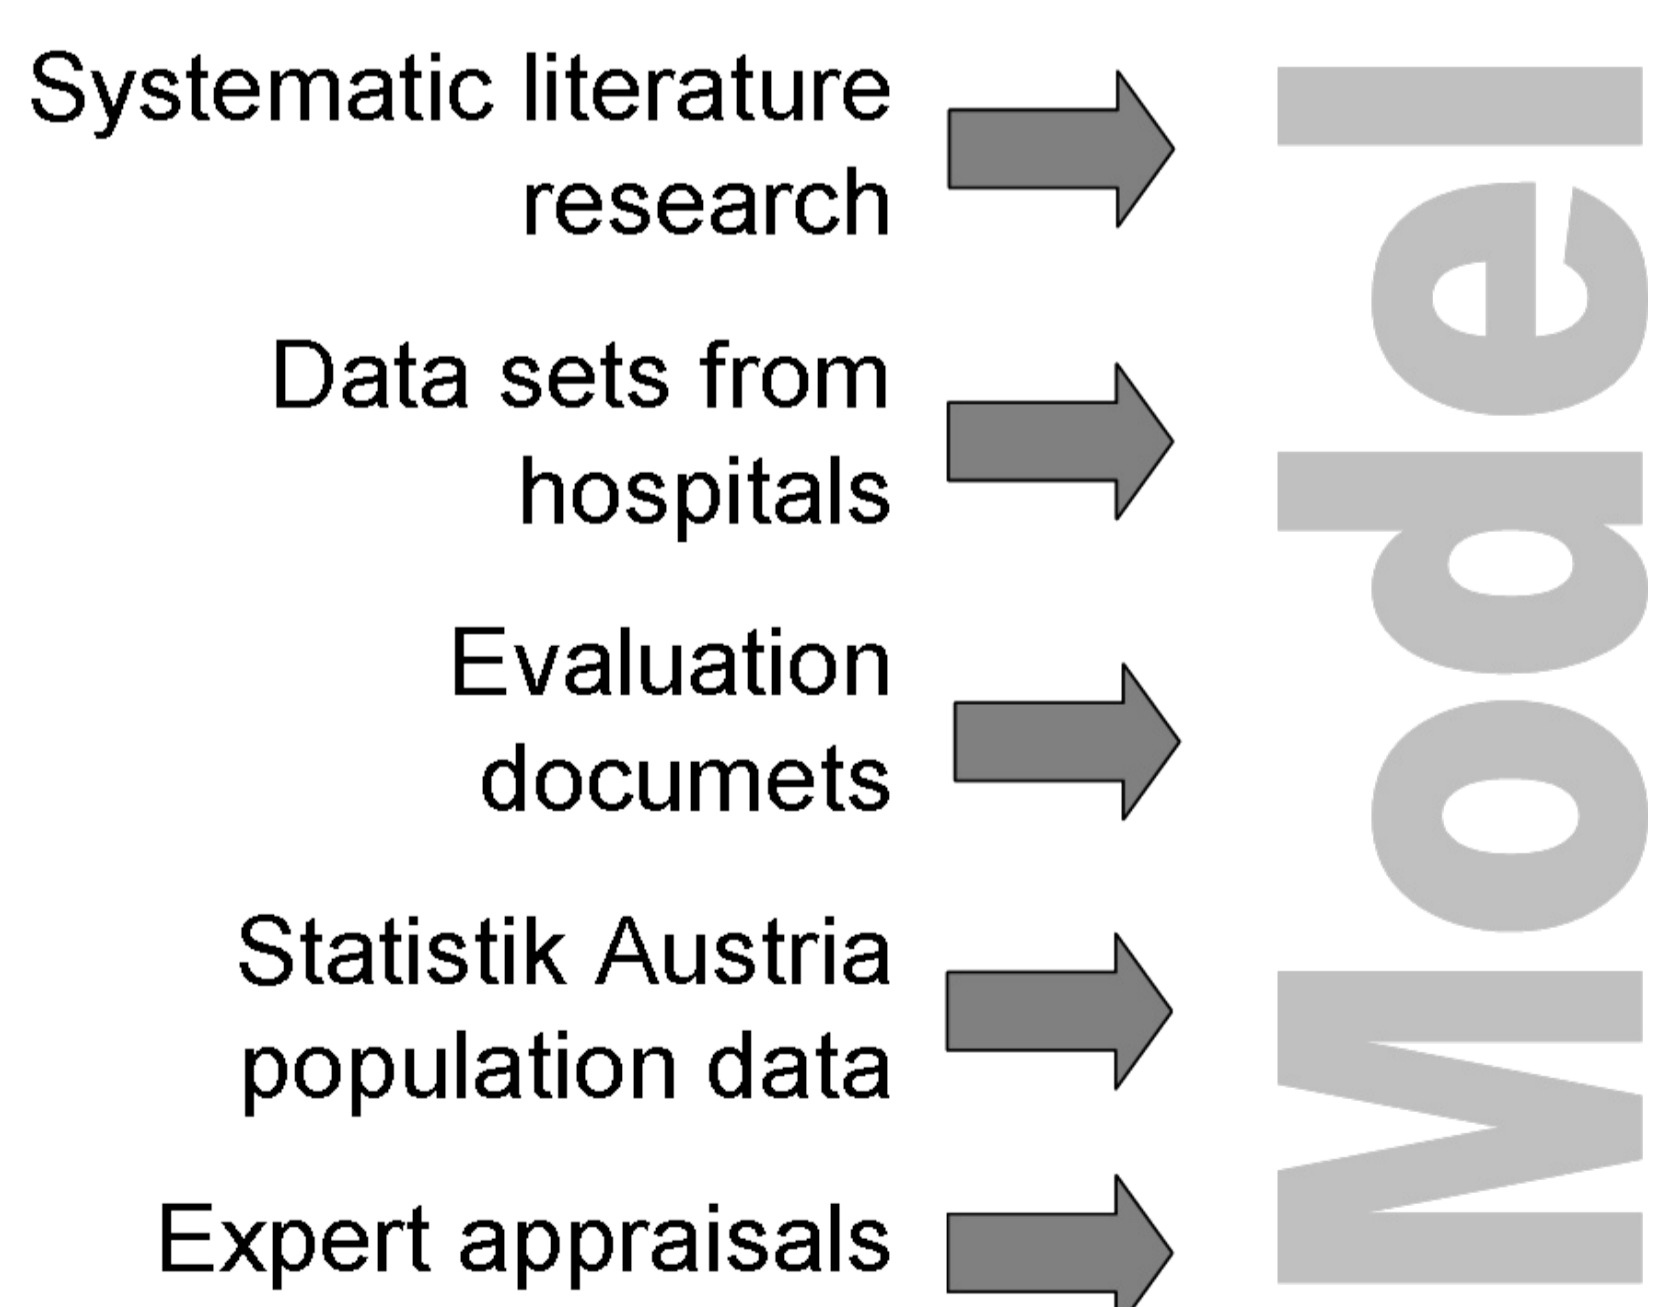 Systematic literature
research
Data sets from
hospitals
Evaluation
documets
Statistik Austria
population data
Expert appraisals
Model